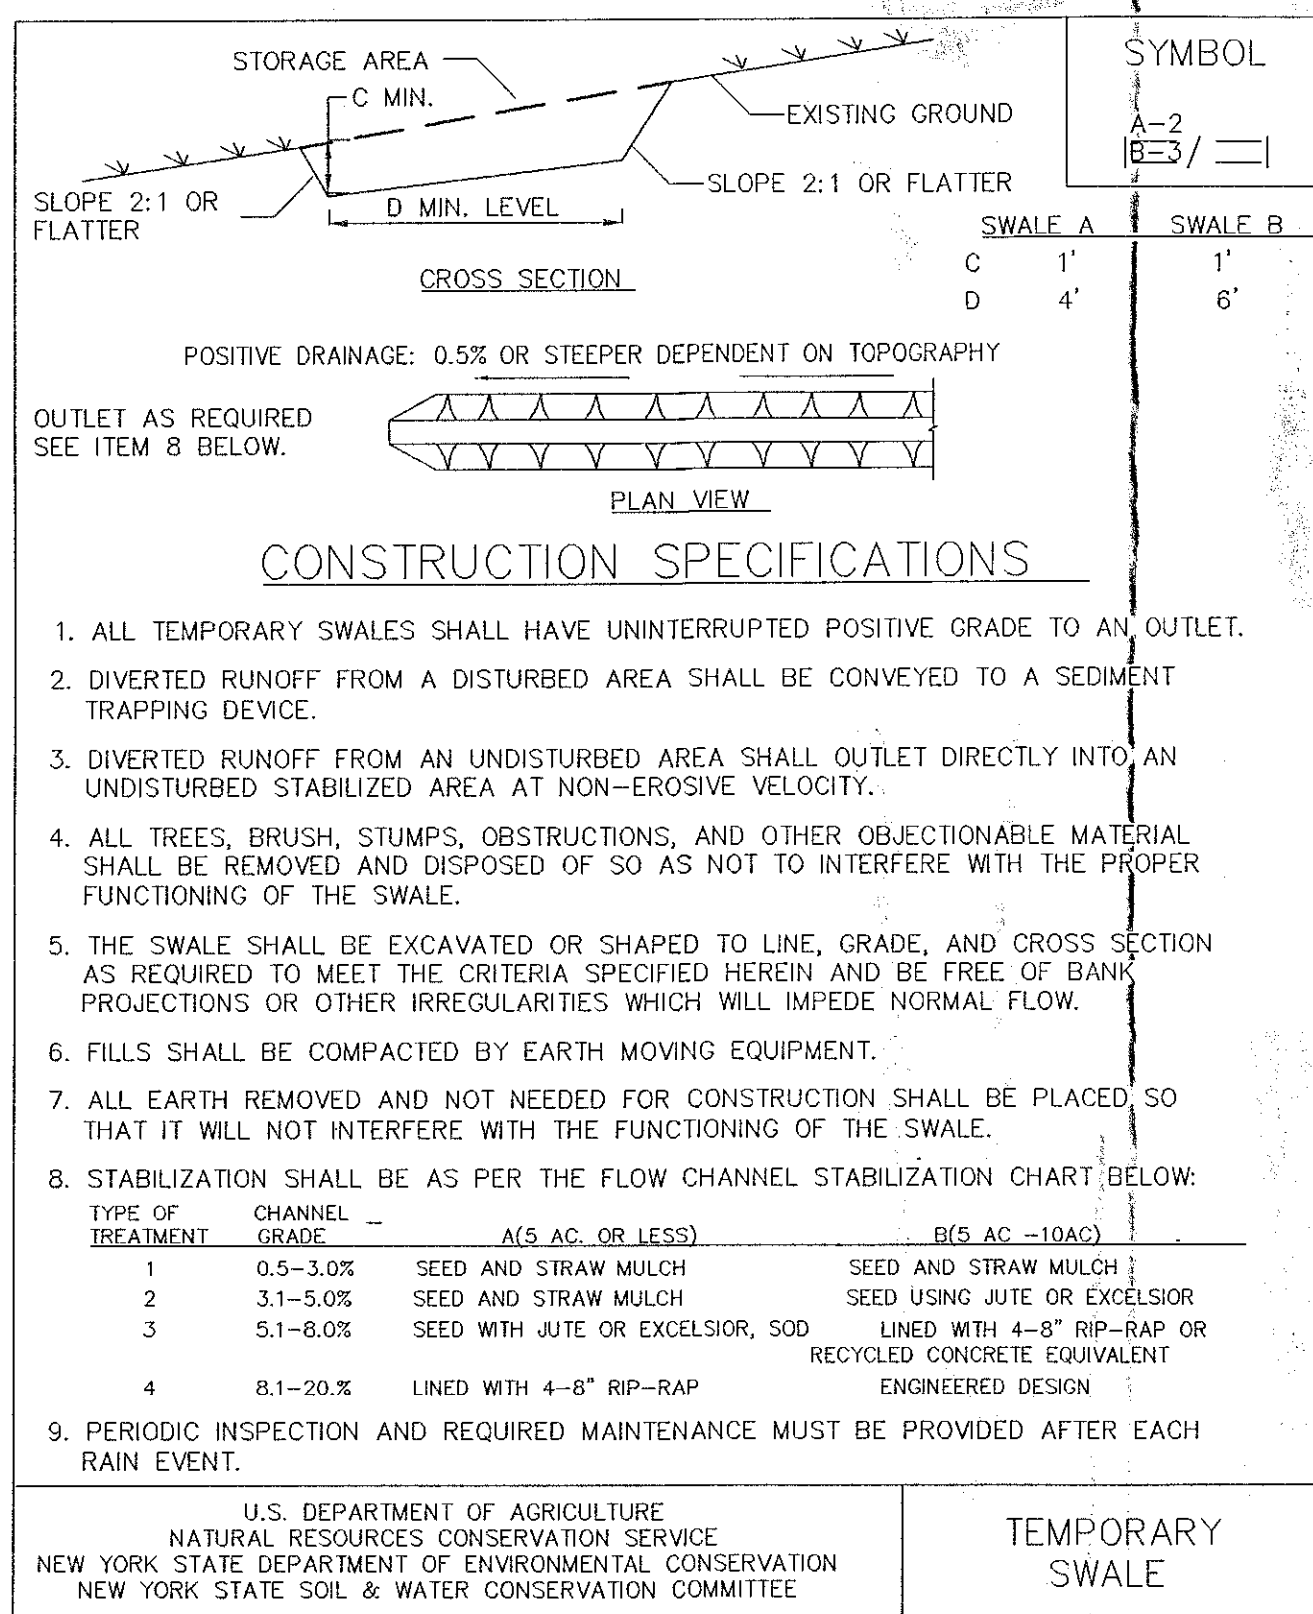 STORAGE AREA
C MIN.
EXISTING GROUND
SLOPE 2:1 OR FLATTER
SLOPE 2:1 OR
FLATTER
D MIN. LEVEL
CROSS SECTION
SYMBOL
A-2
B-3/
SWALE A SWALE B
C 1' 1'
D 4' 6'
POSITIVE DRAINAGE: 0.5% OR STEEPER DEPENDENT ON TOPOGRAPHY
OUTLET AS REQUIRED
SEE ITEM 8 BELOW.
PLAN VIEW
CONSTRUCTION SPECIFICATIONS
1. ALL TEMPORARY SWALES SHALL HAVE UNINTERRUPTED POSITIVE GRADE TO AN OUTLET.
2. DIVERTED RUNOFF FROM A DISTURBED AREA SHALL BE CONVEYED TO A SEDIMENT
TRAPPING DEVICE.
3. DIVERTED RUNOFF FROM AN UNDISTURBED AREA SHALL OUTLET DIRECTLY INTO AN
UNDISTURBED STABILIZED AREA AT NON-EROSIVE VELOCITY.
4. ALL TREES, BRUSH, STUMPS, OBSTRUCTIONS, AND OTHER OBJECTIONABLE MATERIAL
SHALL BE REMOVED AND DISPOSED OF SO AS NOT TO INTERFERE WITH THE PROPER
FUNCTIONING OF THE SWALE.
5. THE SWALE SHALL BE EXCAVATED OR SHAPED TO LINE, GRADE, AND CROSS SECTION
AS REQUIRED TO MEET THE CRITERIA SPECIFIED HEREIN AND BE FREE OF BANK
PROJECTIONS OR OTHER IRREGULARITIES WHICH WILL IMPEDE NORMAL FLOW.
6. FILLS SHALL BE COMPACTED BY EARTH MOVING EQUIPMENT.
7. ALL EARTH REMOVED AND NOT NEEDED FOR CONSTRUCTION SHALL BE PLACED SO
THAT IT WILL NOT INTERFERE WITH THE FUNCTIONING OF THE SWALE.
8. STABILIZATION SHALL BE AS PER THE FLOW CHANNEL STABILIZATION CHART BELOW:
TYPE OF CHANNEL
TREATMENT GRADE A(5 AC. OR LESS) B(5 AC -10AC)
1 0.5-3.0% SEED AND STRAW MULCH SEED AND STRAW MULCH
2 3.1-5.0% SEED AND STRAW MULCH SEED USING JUTE OR EXCELSIOR
3 5.1-8.0% SEED WITH JUTE OR EXCELSIOR, SOD LINED WITH 4-8" RIP-RAP OR
RECYCLED CONCRETE EQUIVALENT
4 8.1-20.% LINED WITH 4-8" RIP-RAP ENGINEERED DESIGN
9. PERIODIC INSPECTION AND REQUIRED MAINTENANCE MUST BE PROVIDED AFTER EACH
RAIN EVENT.
U.S. DEPARTMENT OF AGRICULTURE
NATURAL RESOURCES CONSERVATION SERVICE
NEW YORK STATE DEPARTMENT OF ENVIRONMENTAL CONSERVATION
NEW YORK STATE SOIL & WATER CONSERVATION COMMITTEE
TEMPORARY
SWALE